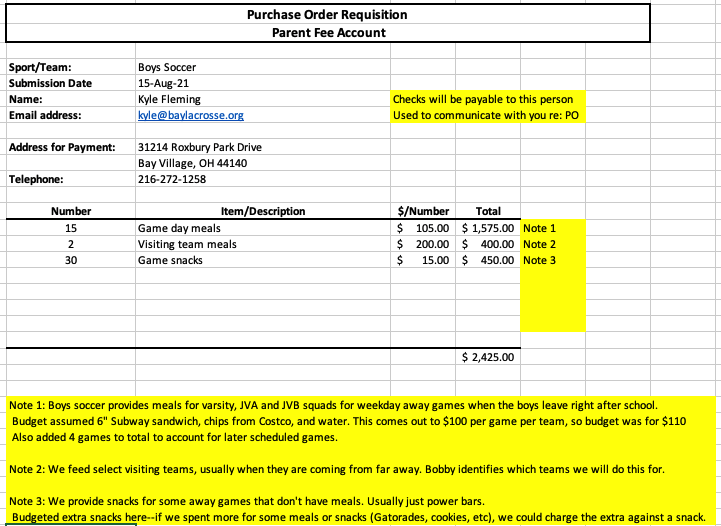 Purchase Order Requisition
Parent Fee Account
Sport/Team: Boys Soccer
Submission Date 15-Aug-21
Name: Kyle Fleming Checks will be payable to this person
Email address: kyle@baylacrosse.org Used to communicate with you re: PO
Address for Payment: 31214 Roxbury Park Drive
Bay Village, OH 44140
Telephone: 216-272-1258
Number Item/Description $/Number Total
15 Game day meals $ 105.00 $ 1,575.00 Note 1
2 Visiting team meals $ 200.00 $ 400.00 Note 2
30 Game snacks $ 15.00 $ 450.00 Note 3
$ 2,425.00
Note 1: Boys soccer provides meals for varsity, JVA and JVB squads for weekday away games when the boys leave right after school.
Budget assumed 6" Subway sandwich, chips from Costco, and water. This comes out to $100 per game per team, so budget was for $110
Also added 4 games to total to account for later scheduled games.
Note 2: We feed select visiting teams, usually when they are coming from far away. Bobby identifies which teams we will do this for.
Note 3: We provide snacks for some away games that don't have meals. Usually just power bars.
Budgeted extra snacks here--if we spent more for some meals or snacks (Gatorades, cookies, etc), we could charge the extra against a snack.